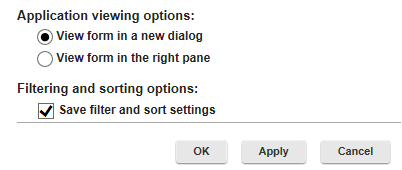 Application viewing options:
View form in a new dialog
View form in the right pane
Filtering and sorting options:
Save filter and sort settings
OK Apply Cancel